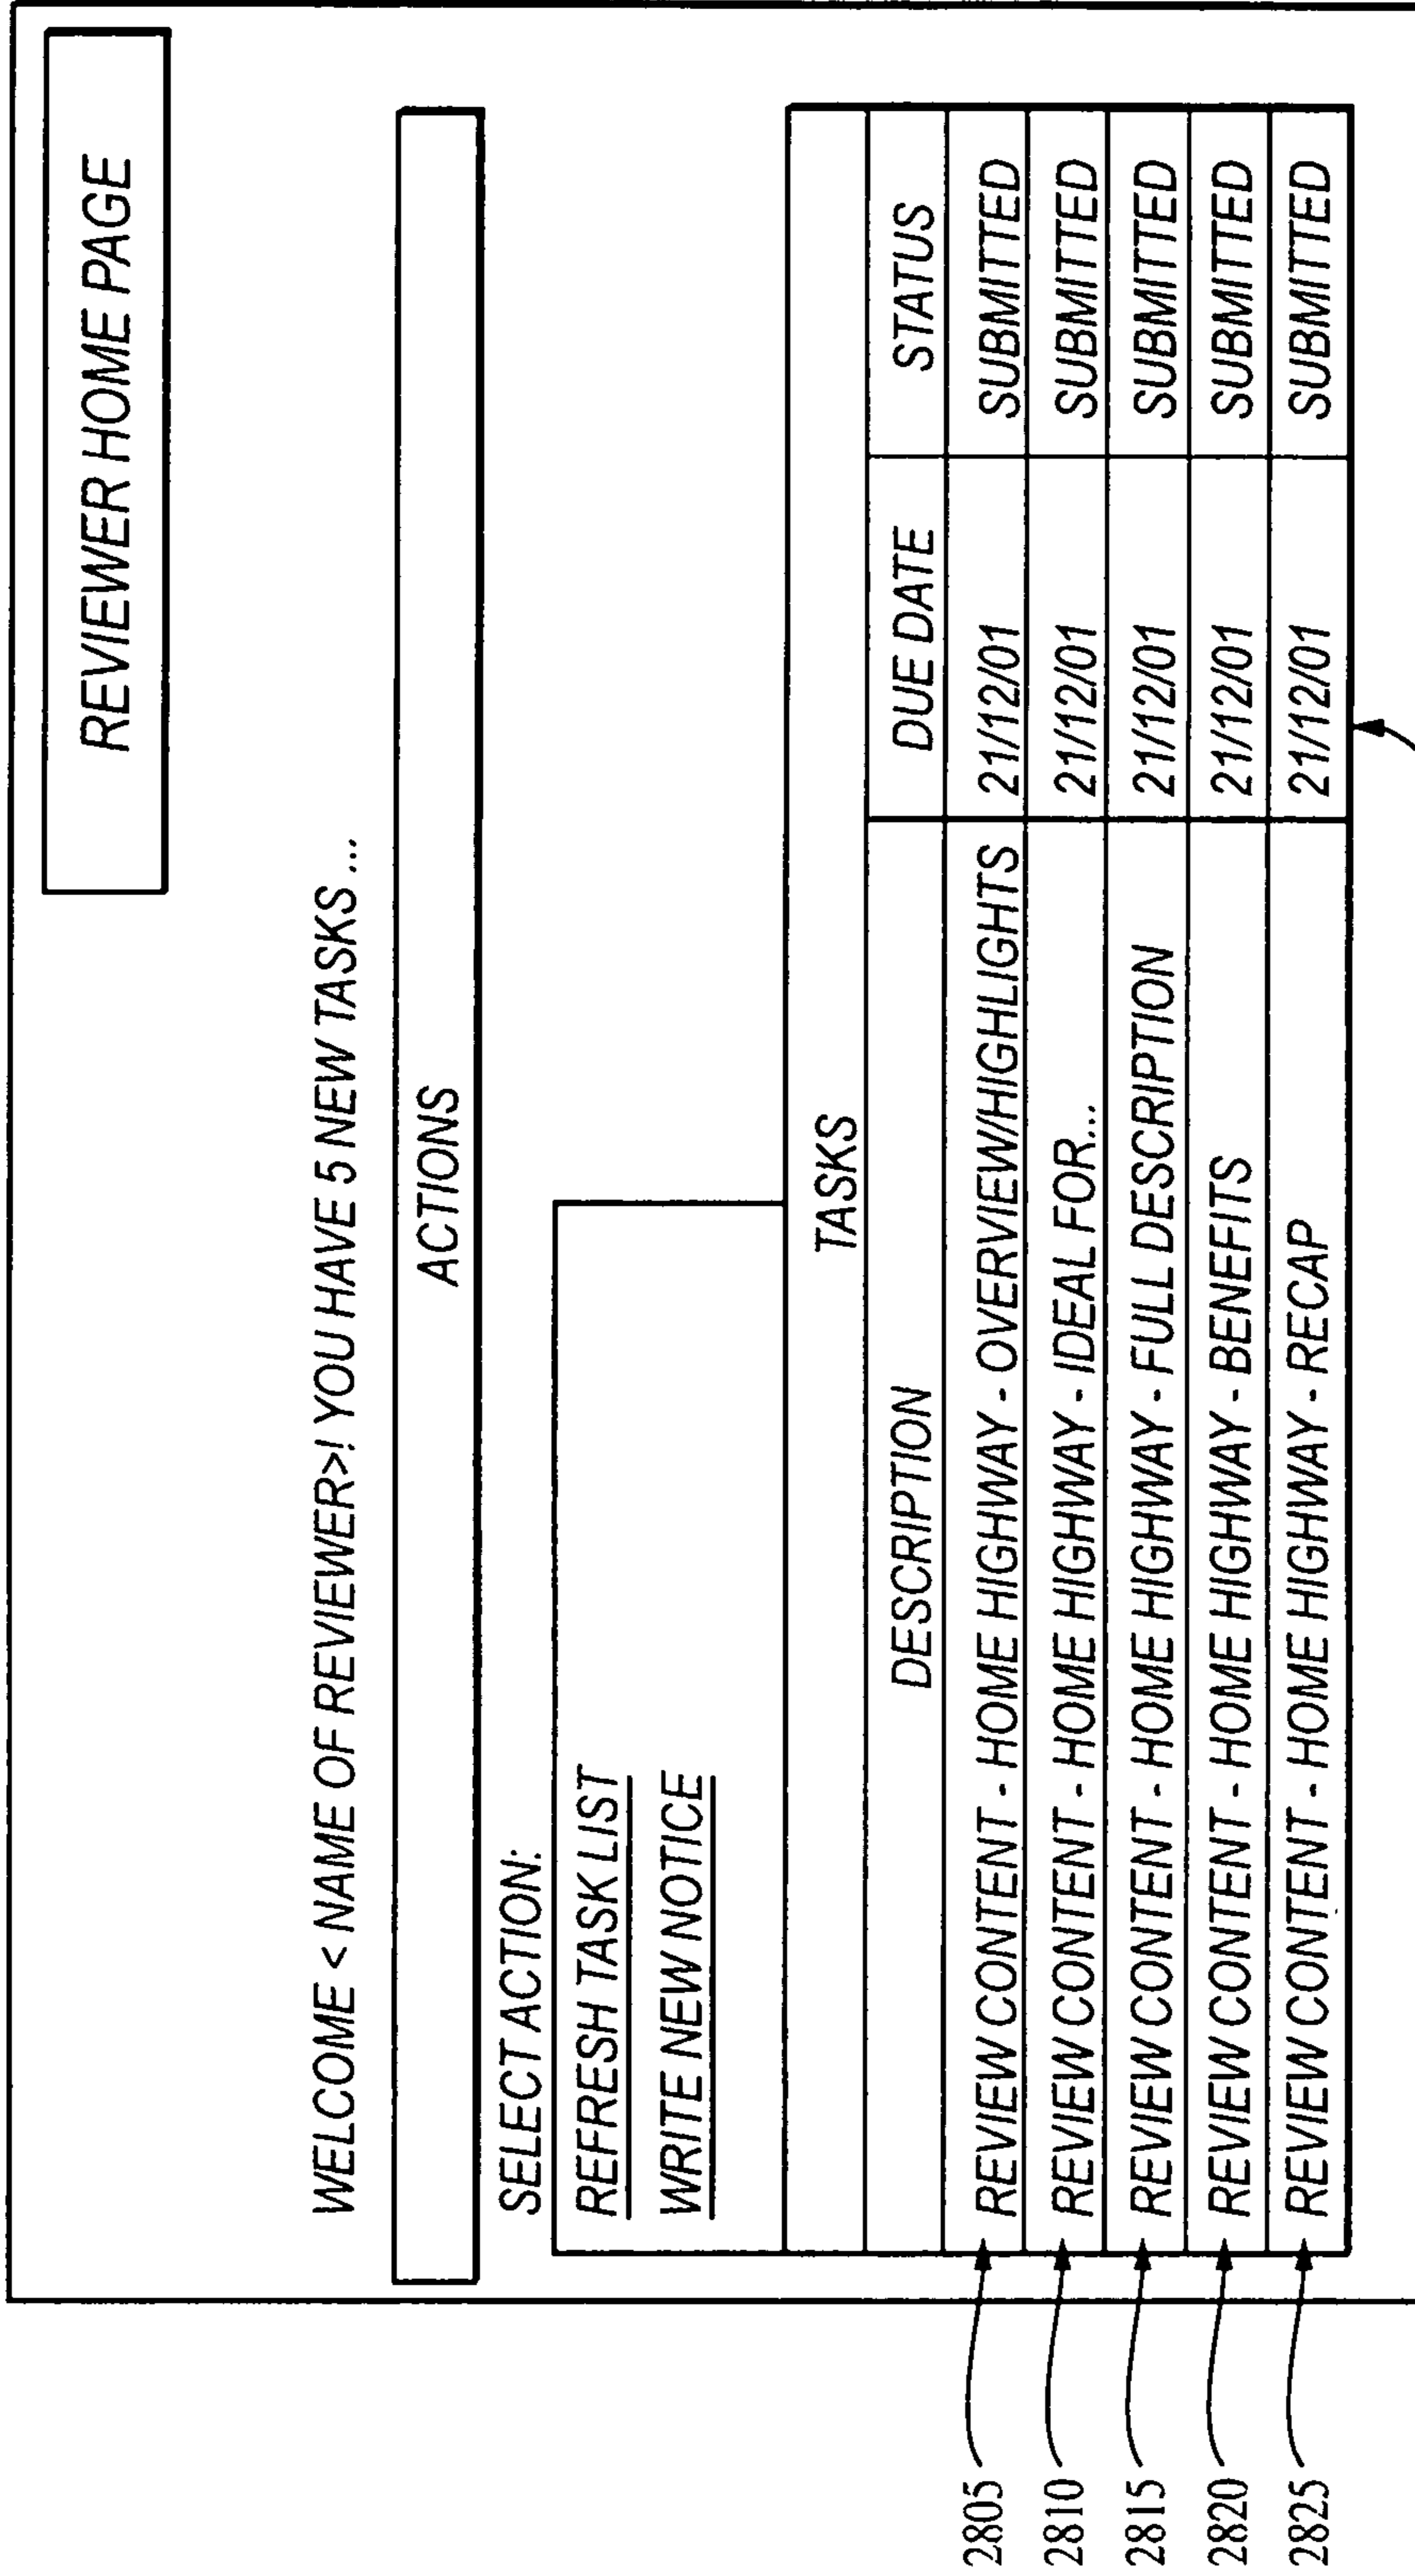 REVIEWER HOME PAGE
WELCOME < NAME OF REVIEWER>! YOU HAVE 5 NEW TASKS ...
ACTIONS
SELECT ACTION:
REFRESH TASK LIST
WRITE NEW NOTICE
TASKS
DESCRIPTION DUE DATE STATUS
2805 REVIEW CONTENT - HOME HIGHWAY - OVERVIEW/HIGHLIGHTS 21/12/01 SUBMITTED
2810 REVIEW CONTENT - HOME HIGHWAY - IDEAL FOR... 21/12/01 SUBMITTED
2815 REVIEW CONTENT - HOME HIGHWAY - FULL DESCRIPTION 21/12/01 SUBMITTED
2820 REVIEW CONTENT - HOME HIGHWAY - BENEFITS 21/12/01 SUBMITTED
2825 REVIEW CONTENT - HOME HIGHWAY - RECAP 21/12/01 SUBMITTED